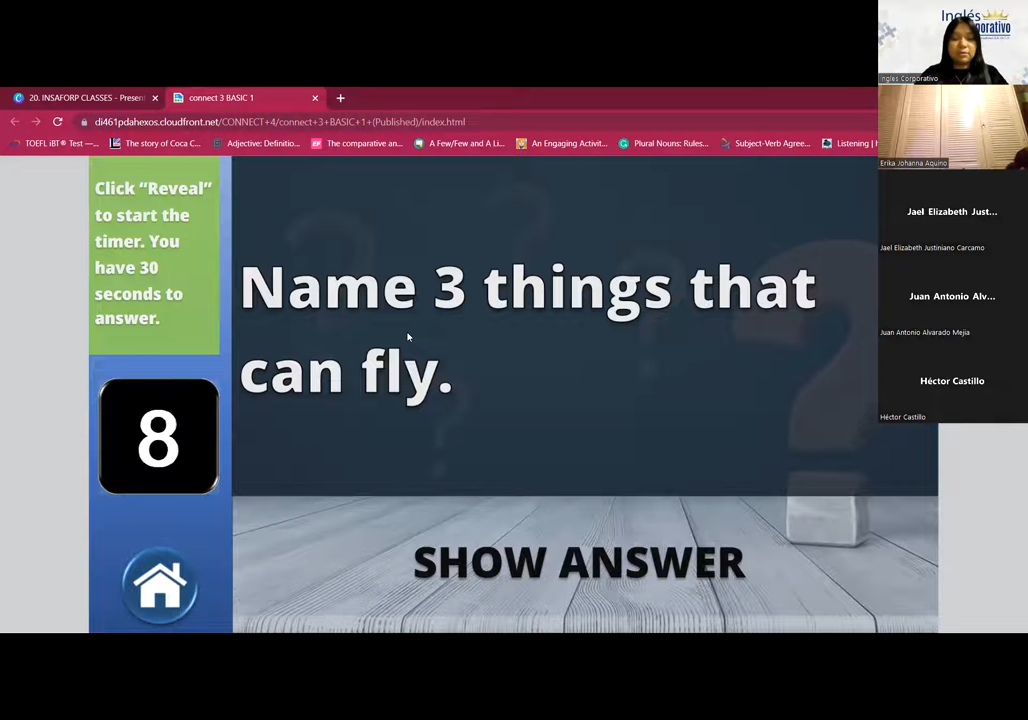 20. INSAFORP CLASSES - Present
connect 3 BASIC 1
di461pdahexos.cloudfront.net/CONNECT+4/connect+3+BASIC+1+(Published)/index.html
TOEFL iBT® Test —...
The story of Coca C...
Adjective: Definitio...
The comparative an...
A Few/Few and A Li...
An Engaging Activit...
Plural Nouns: Rules...
Subject-Verb Agree...
Listening |
Click “Reveal”
to start the
timer. You
have 30
seconds to
answer.
8
Name 3 things that
can fly.
SHOW ANSWER
Inglés
Ingles Corporativo
Erika Johanna Aquino
Jael Elizabeth Just...
Jael Elizabeth Justiniano Carcamo
Juan Antonio Alv...
Juan Antonio Alvarado Mejia
Héctor Castillo
Héctor Castillo